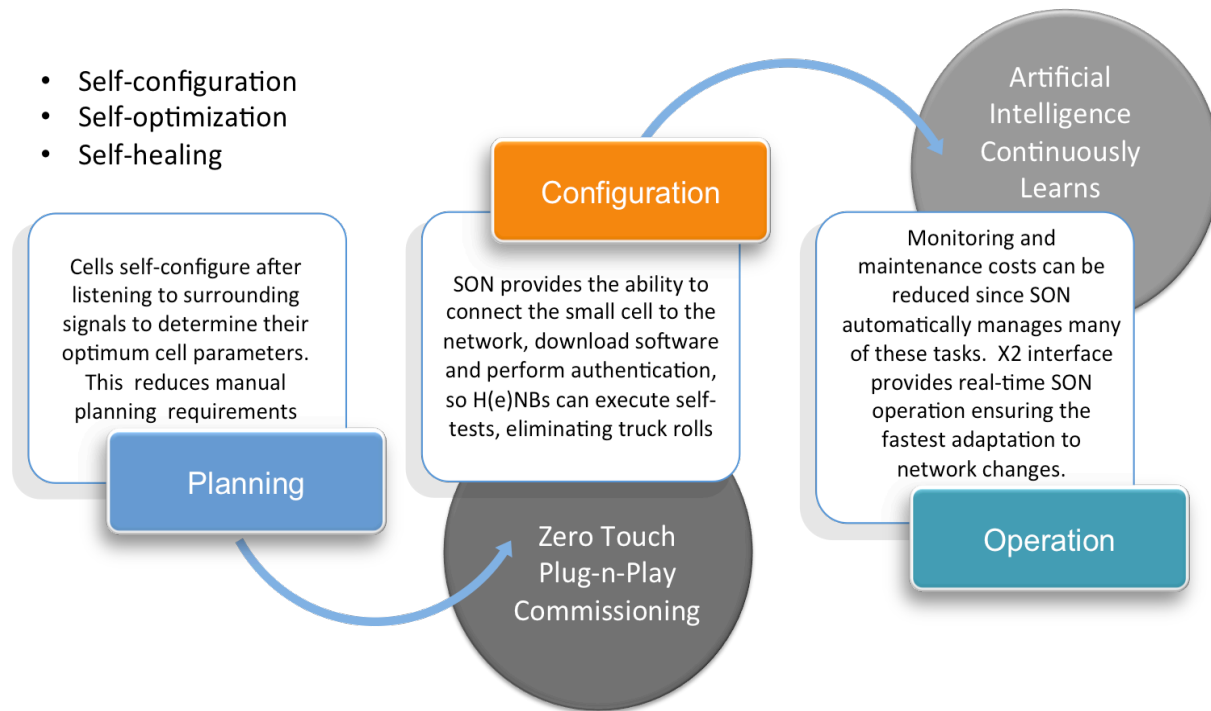 • Self-configuration
• Self-optimization
• Self-healing
Cells self-configure after
listening to surrounding
signals to determine their
optimum cell parameters.
This  reduces manual
planning  requirements
Planning
Configuration
SON provides the ability to
connect the small cell to the
network, download software
and perform authentication,
so H(e)NBs can execute self-
tests, eliminating truck rolls
Zero Touch
Plug-n-Play
Commissioning
Artificial
Intelligence
Continuously
Learns
Monitoring and
maintenance costs can be
reduced since SON
automatically manages many
of these tasks.  X2 interface
provides real-time SON
operation ensuring the
fastest adaptation to
network changes.
Operation